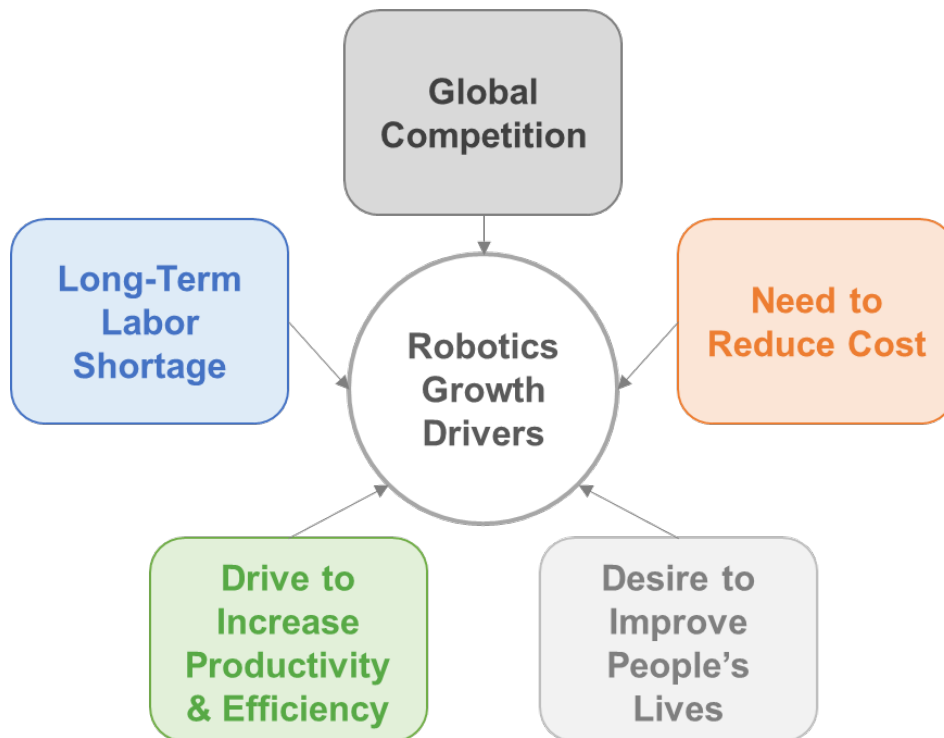 Global
Competition
Long-Term
Labor
Shortage
Need to
Reduce Cost
Robotics
Growth
Drivers
Drive to
Increase
Productivity
& Efficiency
Desire to
Improve
People’s
Lives